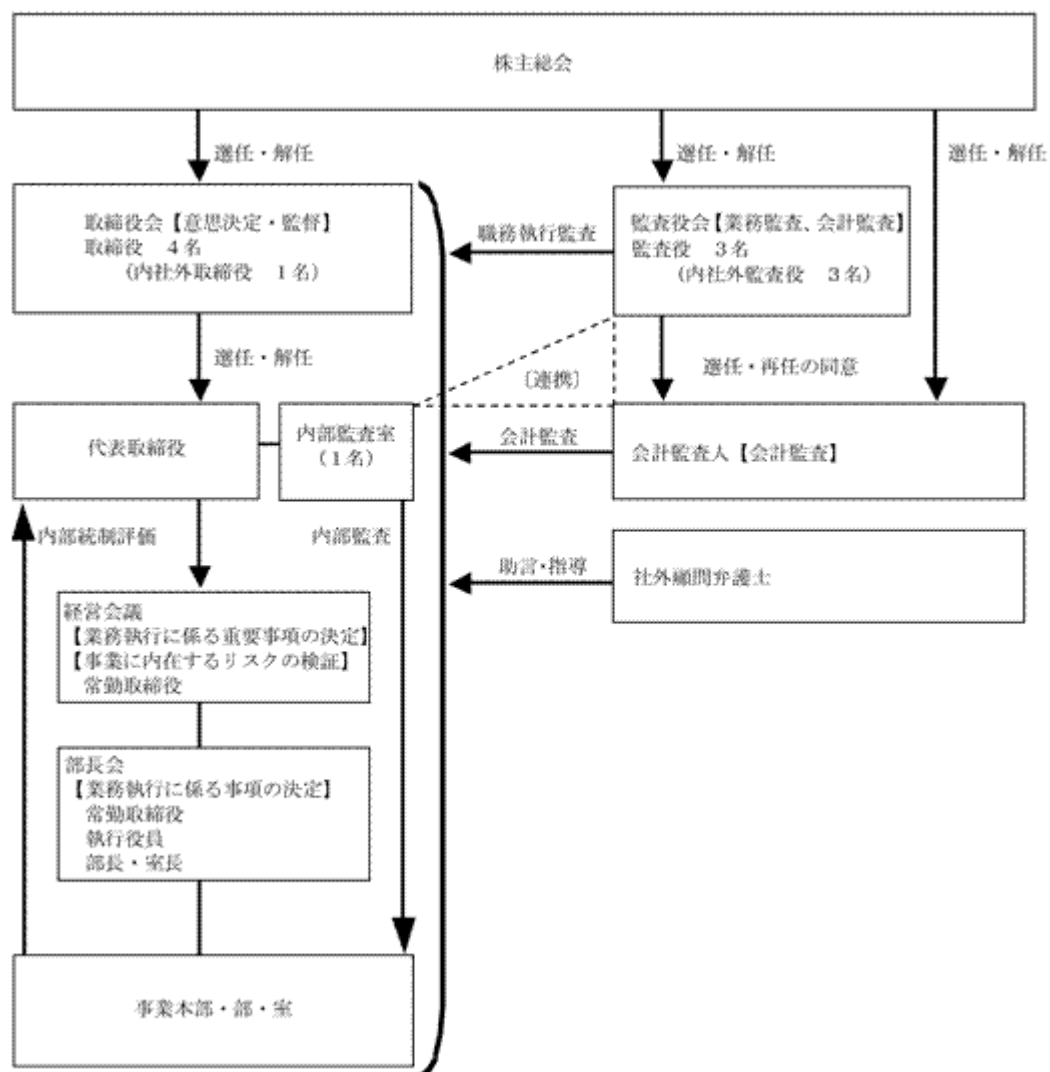 株主総会
選任・解任
選任・解任
選任・解任
取締役会【意思決定・監督】
取締役　4名
（内社外取締役　1名）
職務執行監査
監査役会【業務監査、会計監査】
監査役　3名
（内社外監査役　3名）
選任・解任
〔連携〕
選任・再任の同意
代表取締役
内部監査室
（1名）
会計監査
会計監査人【会計監査】
内部統制評価
内部監査
助言・指導
社外顧問弁護士
経営会議
【業務執行に係る重要事項の決定】
【事業に内在するリスクの検証】
常勤取締役
部長会
【業務執行に係る事項の決定】
常勤取締役
執行役員
部長・室長
事業本部・部・室